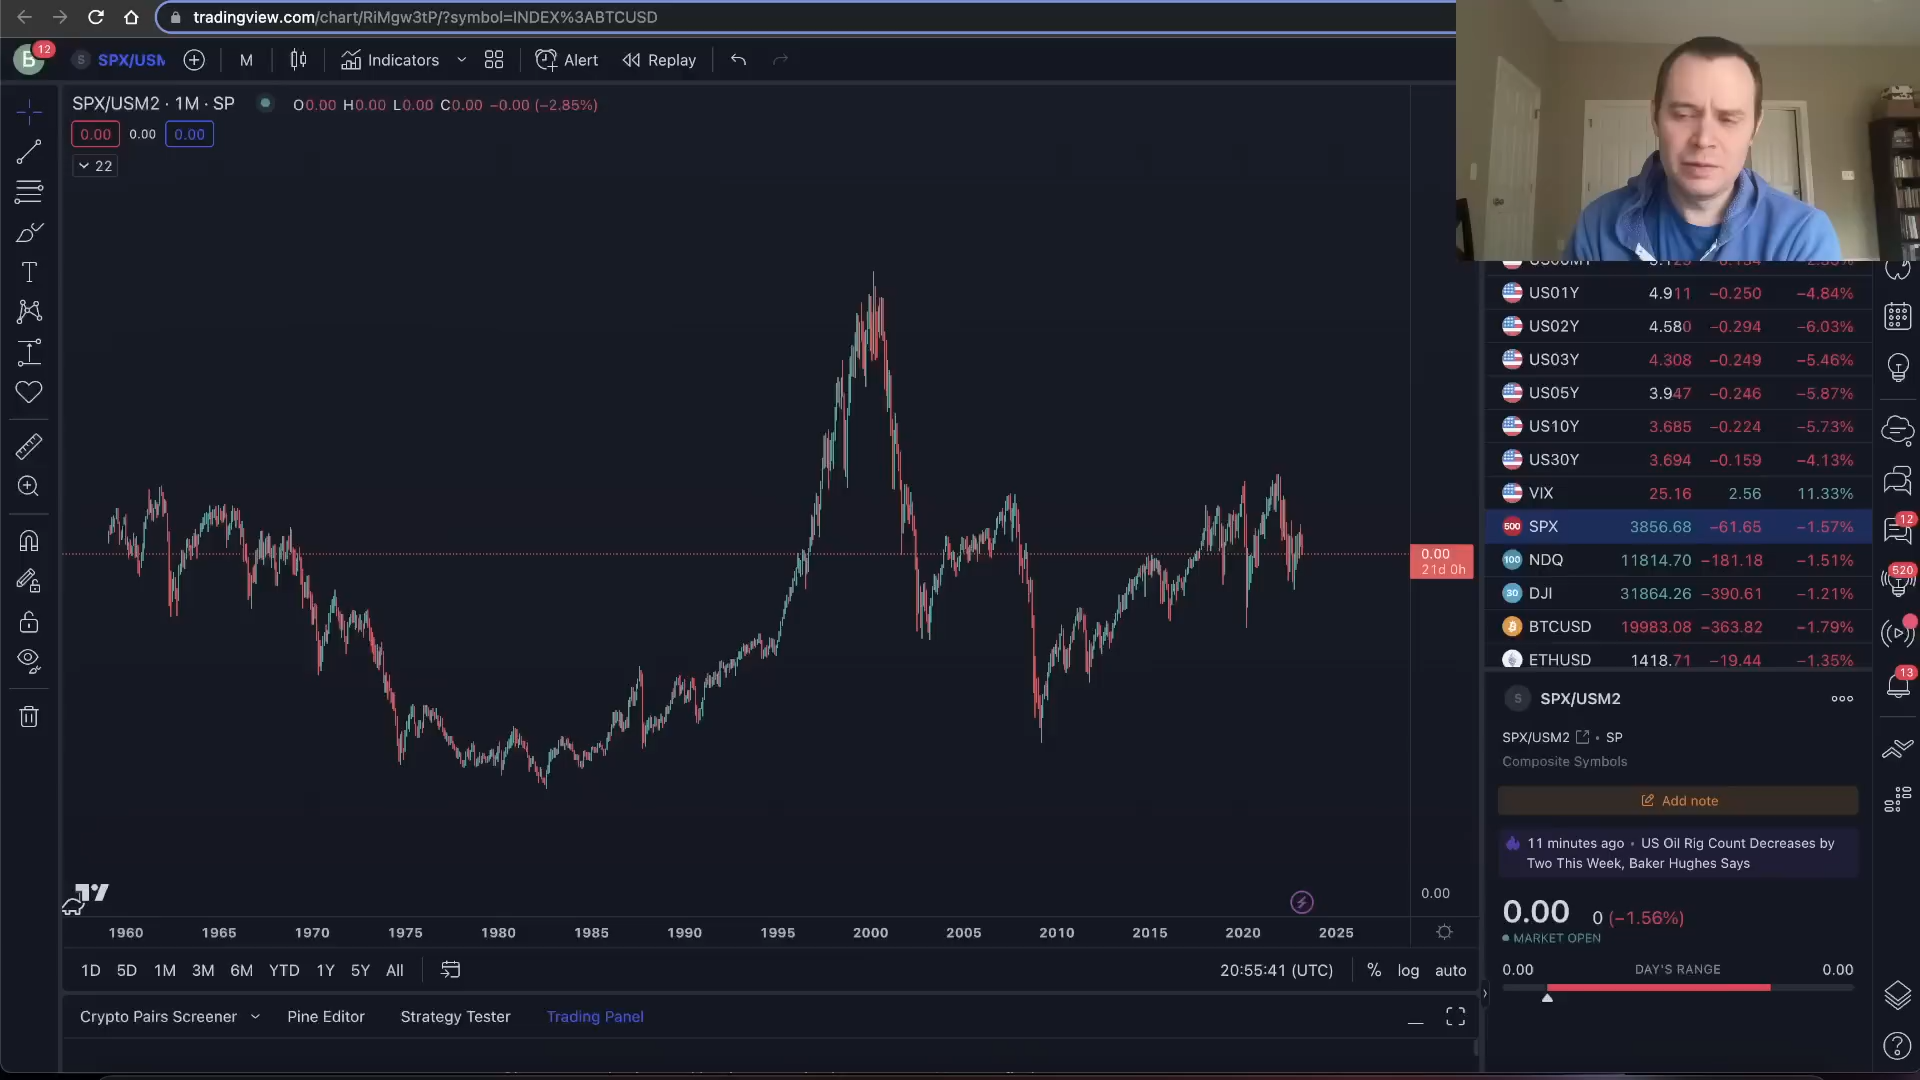 tradingview.com/chart/RiMgw3tP/?symbol=INDEX%3ABTCUSD
B 12 S SPX/USM M Indicators Alert Replay
SPX/USM2 · 1M · SP O0.00 H0.00 L0.00 C0.00 −0.00 (−2.85%)
0.00 0.00 0.00
22
US01Y 4.911 −0.250 −4.84%
US02Y 4.580 −0.294 −6.03%
US03Y 4.308 −0.249 −5.46%
US05Y 3.947 −0.246 −5.87%
US10Y 3.685 −0.224 −5.73%
US30Y 3.694 −0.159 −4.13%
VIX 25.16 2.56 11.33%
500 SPX 3856.68 −61.65 −1.57%
100 NDQ 11814.70 −181.18 −1.51%
30 DJI 31864.26 −390.61 −1.21%
BTCUSD 19983.08 −363.82 −1.79%
ETHUSD 1418.71 −19.44 −1.35%
12
520
13
0.00
21d 0h
0.00
S SPX/USM2
SPX/USM2 · SP
Composite Symbols
Add note
11 minutes ago · US Oil Rig Count Decreases by
Two This Week, Baker Hughes Says
0.00 0 (−1.56%)
MARKET OPEN
0.00 DAY'S RANGE 0.00
1960 1965 1970 1975 1980 1985 1990 1995 2000 2005 2010 2015 2020 2025
1D 5D 1M 3M 6M YTD 1Y 5Y All 20:55:41 (UTC) % log auto
Crypto Pairs Screener Pine Editor Strategy Tester Trading Panel